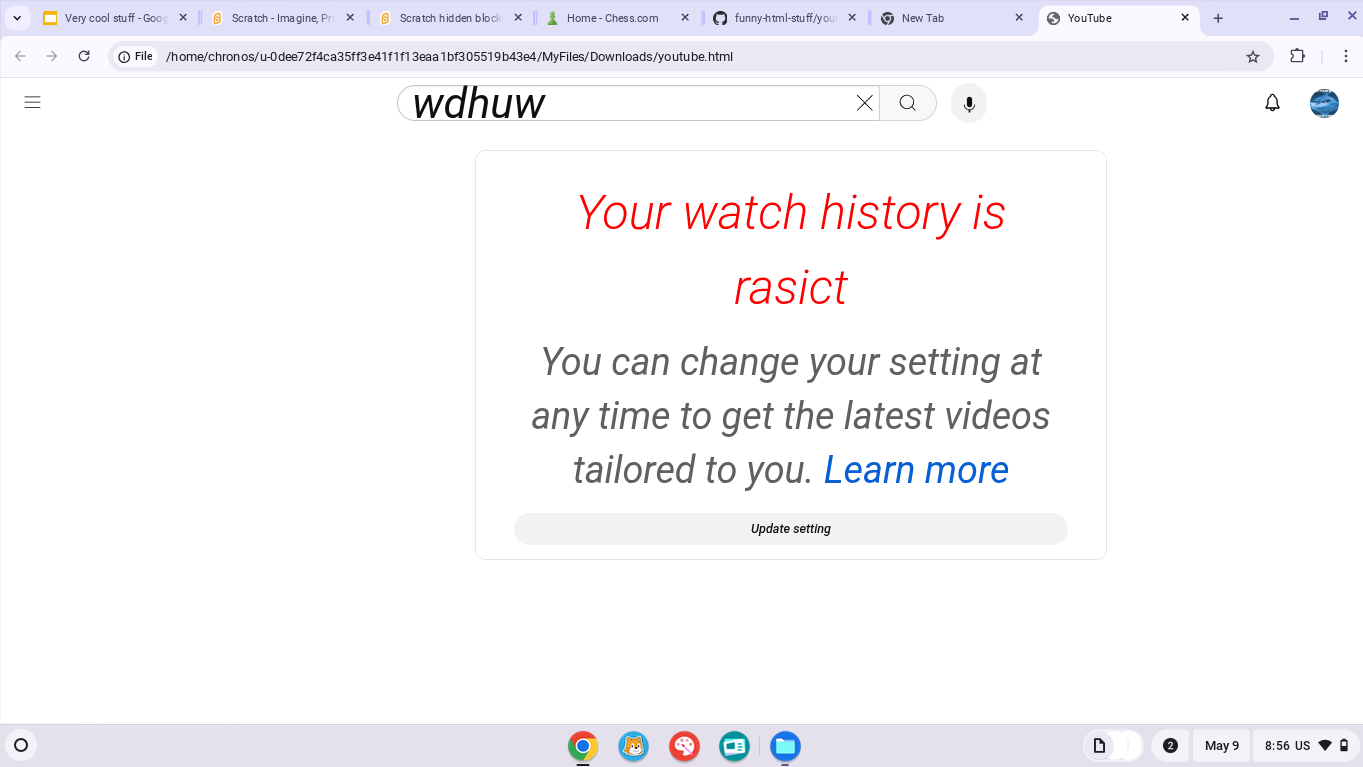 Very cool stuff - Goog
Scratch - Imagine, Pr
Scratch hidden block
Home - Chess.com
funny-html-stuff/you
New Tab
YouTube
File
/home/chronos/u-0dee72f4ca35ff3e41f1f13eaa1bf305519b43e4/MyFiles/Downloads/youtube.html
wdhuw
Your watch history is
rasict
You can change your setting at
any time to get the latest videos
tailored to you. Learn more
Update setting
2
May 9
8:56 US